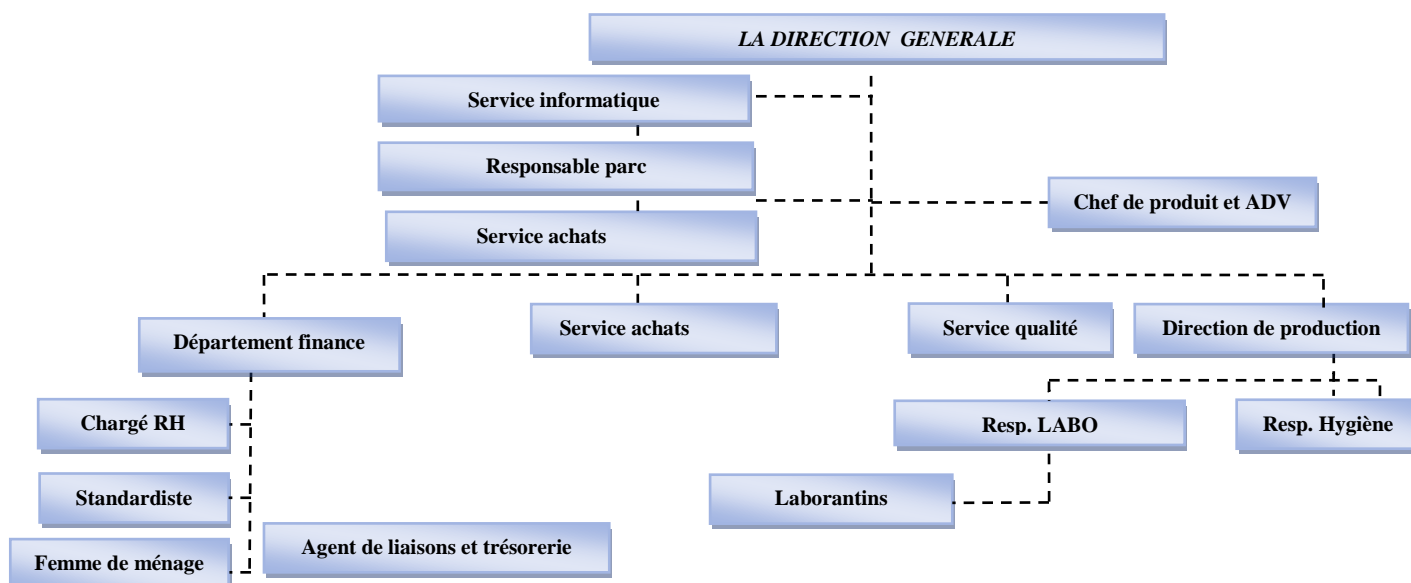 LA DIRECTION GENERALE
Service informatique
Responsable parc
Chef de produit et ADV
Service achats
Département finance
Service achats
Service qualité
Direction de production
Chargé RH
Resp. LABO
Resp. Hygiène
Standardiste
Laborantins
Femme de ménage
Agent de liaisons et trésorerie